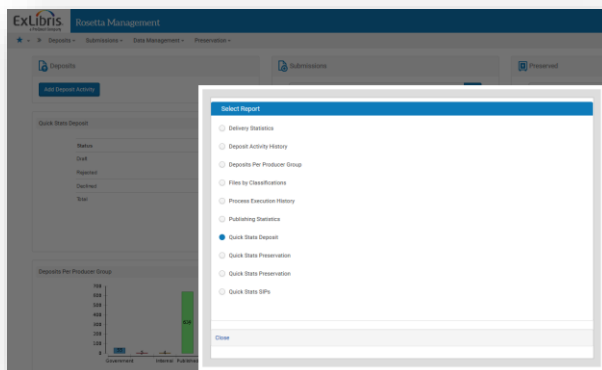 ExLibris
Rosetta Management
Deposits
Submissions
Data Management
Preservation
Deposits
Submissions
Preserved
Add Deposit Activity
Quick Stats Deposit
Status
Draft
Rejected
Declined
Total
Deposits Per Producer Group
700
600
500
400
300
200
100
0
Government
Internal
Select Report
Delivery Statistics
Deposit Activity History
Deposits Per Producer Group
Files by Classifications
Process Execution History
Publishing Statistics
Quick Stats Deposit
Quick Stats Preservation
Quick Stats Preservation
Quick Stats SIPs
Close